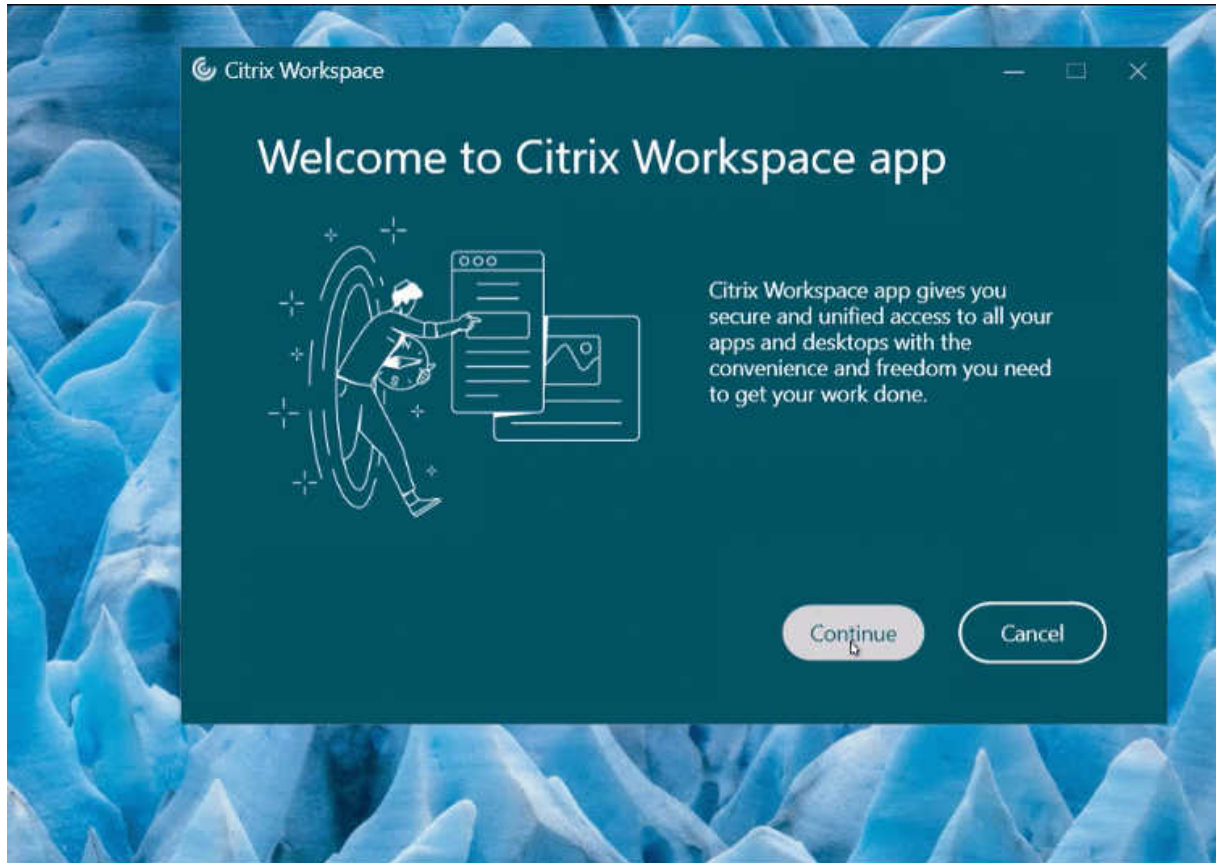 Citrix Workspace
Welcome to Citrix Workspace app
Citrix Workspace app gives you
secure and unified access to all your
apps and desktops with the
convenience and freedom you need
to get your work done.
N
S
Continue
Cancel